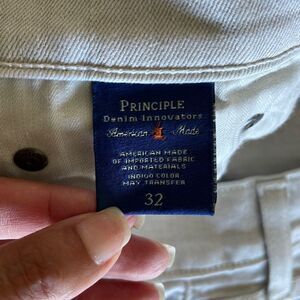 PRINCIPLE
Denim Innovators
American Made
AMERICAN MADE
OF IMPORTED FABRIC
AND MATERIALS
INDIGO COLOR
MAY TRANSFER
32